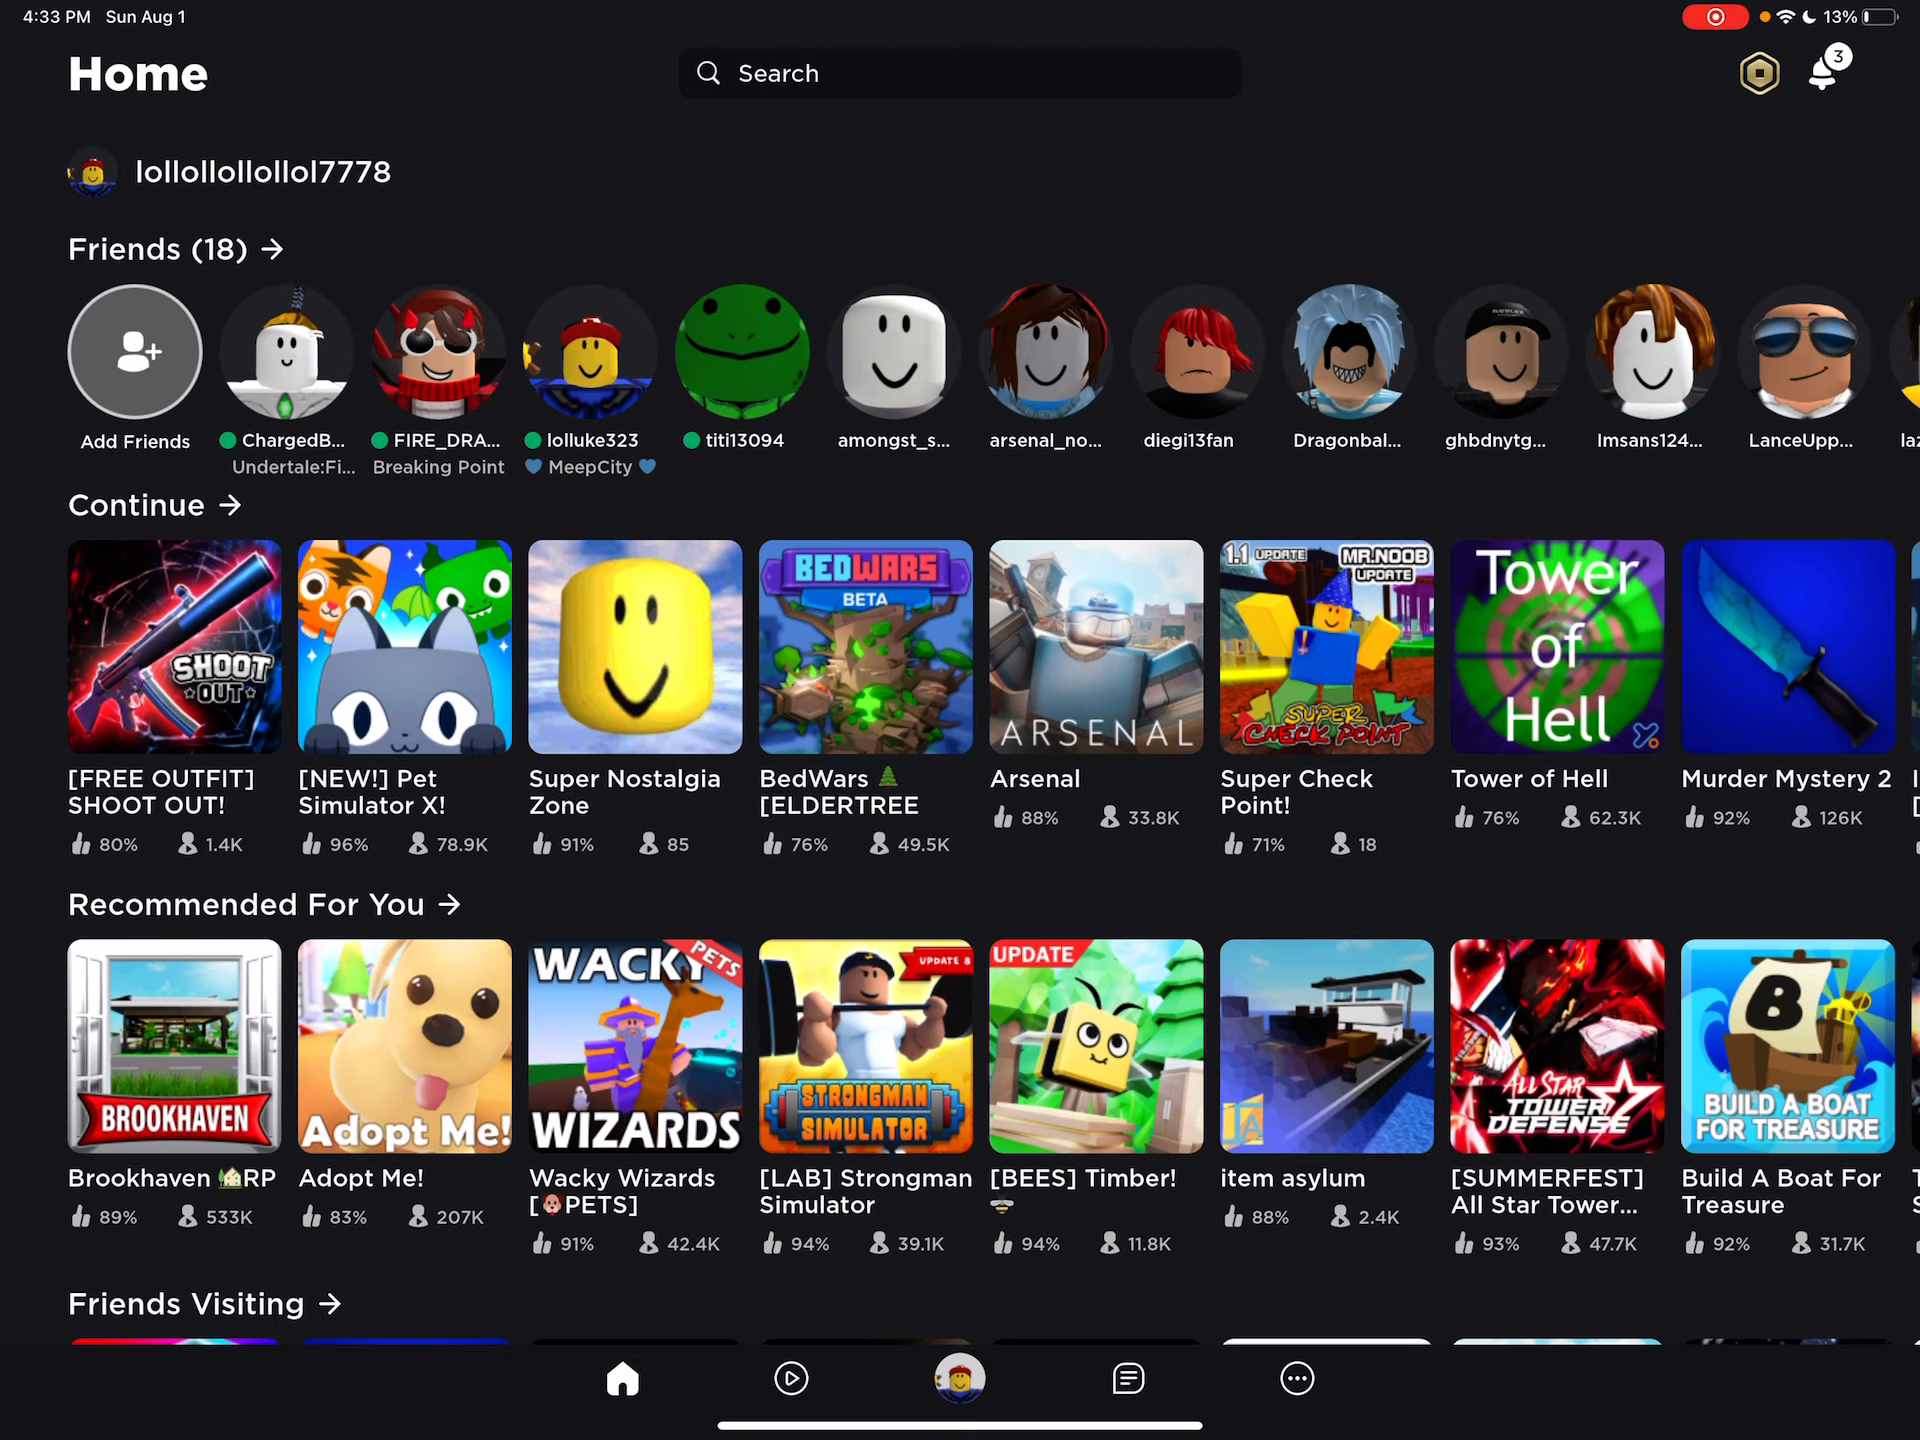 4:33 PM Sun Aug 1
13%
Home
Search
3
lollollollollol7778
Friends (18) →
Add Friends
ChargedB...
FIRE_DRA...
lolluke323
titi13094
amongst_s...
arsenal_no...
diegi13fan
Dragonbal...
ghbdnytg...
Imsans124...
LanceUpp...
laz
Undertale:Fi...
Breaking Point
💙 MeepCity 💙
Continue →
SHOOT
OUT
BEDWARS
BETA
ARSENAL
1.1 UPDATE
MR.NOOB
UPDATE
SUPER
CHECK POINT
Tower
of
Hell
[FREE OUTFIT]
SHOOT OUT!
80% 1.4K
[NEW!] Pet
Simulator X!
96% 78.9K
Super Nostalgia
Zone
91% 85
BedWars 🌲
[ELDERTREE
76% 49.5K
Arsenal
88% 33.8K
Super Check
Point!
71% 18
Tower of Hell
76% 62.3K
Murder Mystery 2
92% 126K
Recommended For You →
BROOKHAVEN
Adopt Me!
WACKY
PETS
WIZARDS
UPDATE 8
STRONGMAN
SIMULATOR
UPDATE
IA
ALL STAR
TOWER
DEFENSE
B
BUILD A BOAT
FOR TREASURE
Brookhaven 🏡RP
89% 533K
Adopt Me!
83% 207K
Wacky Wizards
[🐶PETS]
91% 42.4K
[LAB] Strongman
Simulator
94% 39.1K
[BEES] Timber!
🐝
94% 11.8K
item asylum
88% 2.4K
[SUMMERFEST]
All Star Tower...
93% 47.7K
Build A Boat For
Treasure
92% 31.7K
Friends Visiting →